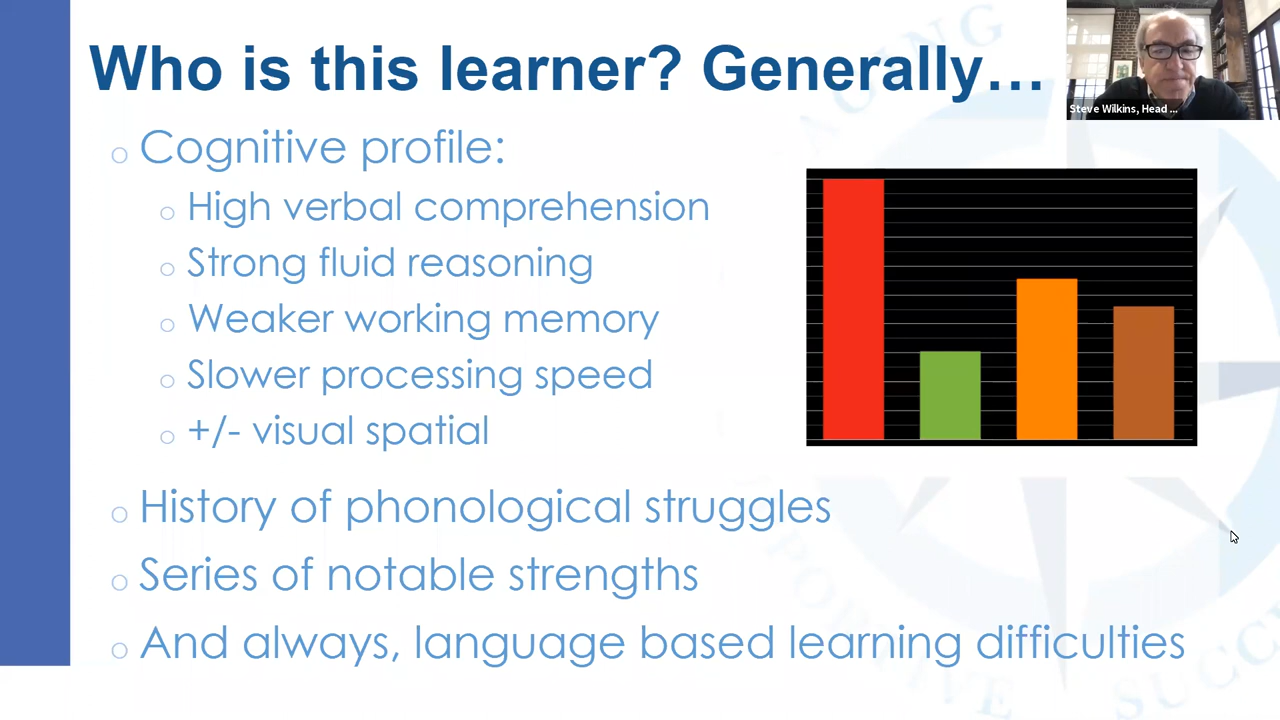 Who is this learner? Generally...
Steve Wilkins, Head ...
o Cognitive profile:
o High verbal comprehension
o Strong fluid reasoning
o Weaker working memory
o Slower processing speed
o +/- visual spatial
o History of phonological struggles
o Series of notable strengths
o And always, language based learning difficulties